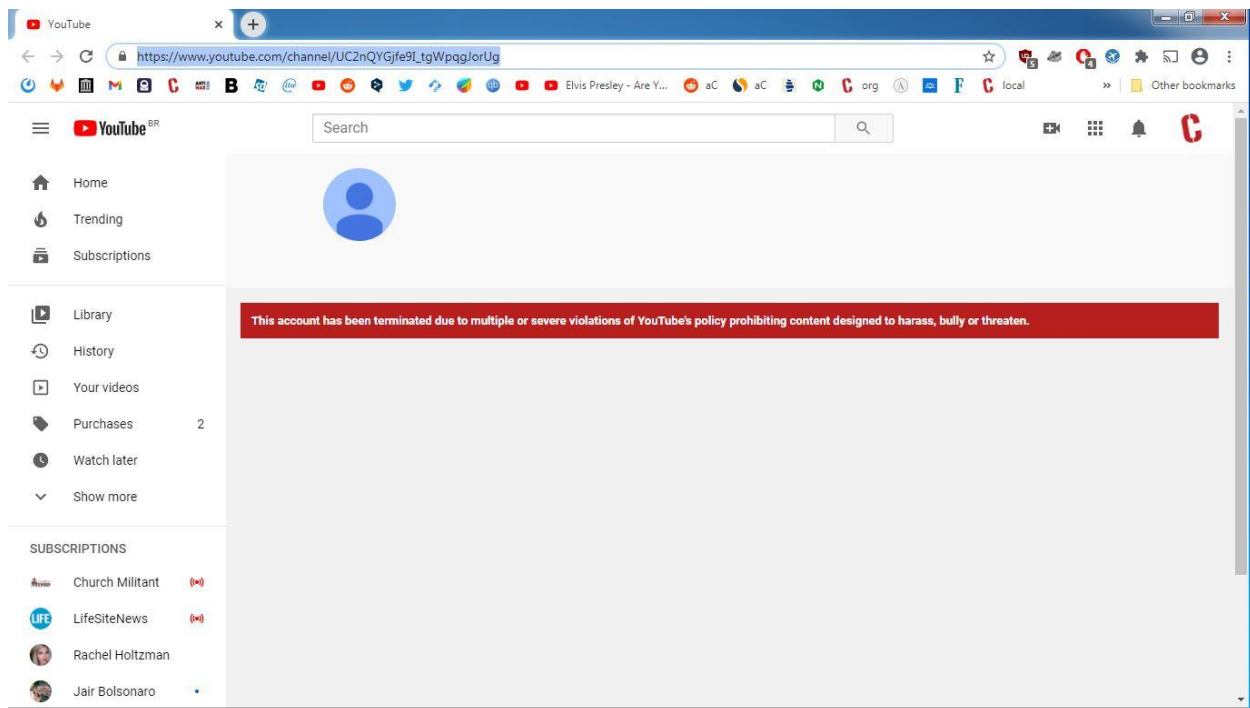 YouTube
https://www.youtube.com/channel/UC2nQYGjfe9I_tgWpqgJorUg
5
4
Elvis Presley - Are Y...
aC
aC
org
local
Other bookmarks
YouTube BR
Search
Home
Trending
Subscriptions
This account has been terminated due to multiple or severe violations of YouTube's policy prohibiting content designed to harass, bully or threaten.
Library
History
Your videos
Purchases 2
Watch later
Show more
SUBSCRIPTIONS
Church Militant
LIFE LifeSiteNews
Rachel Holtzman
Jair Bolsonaro